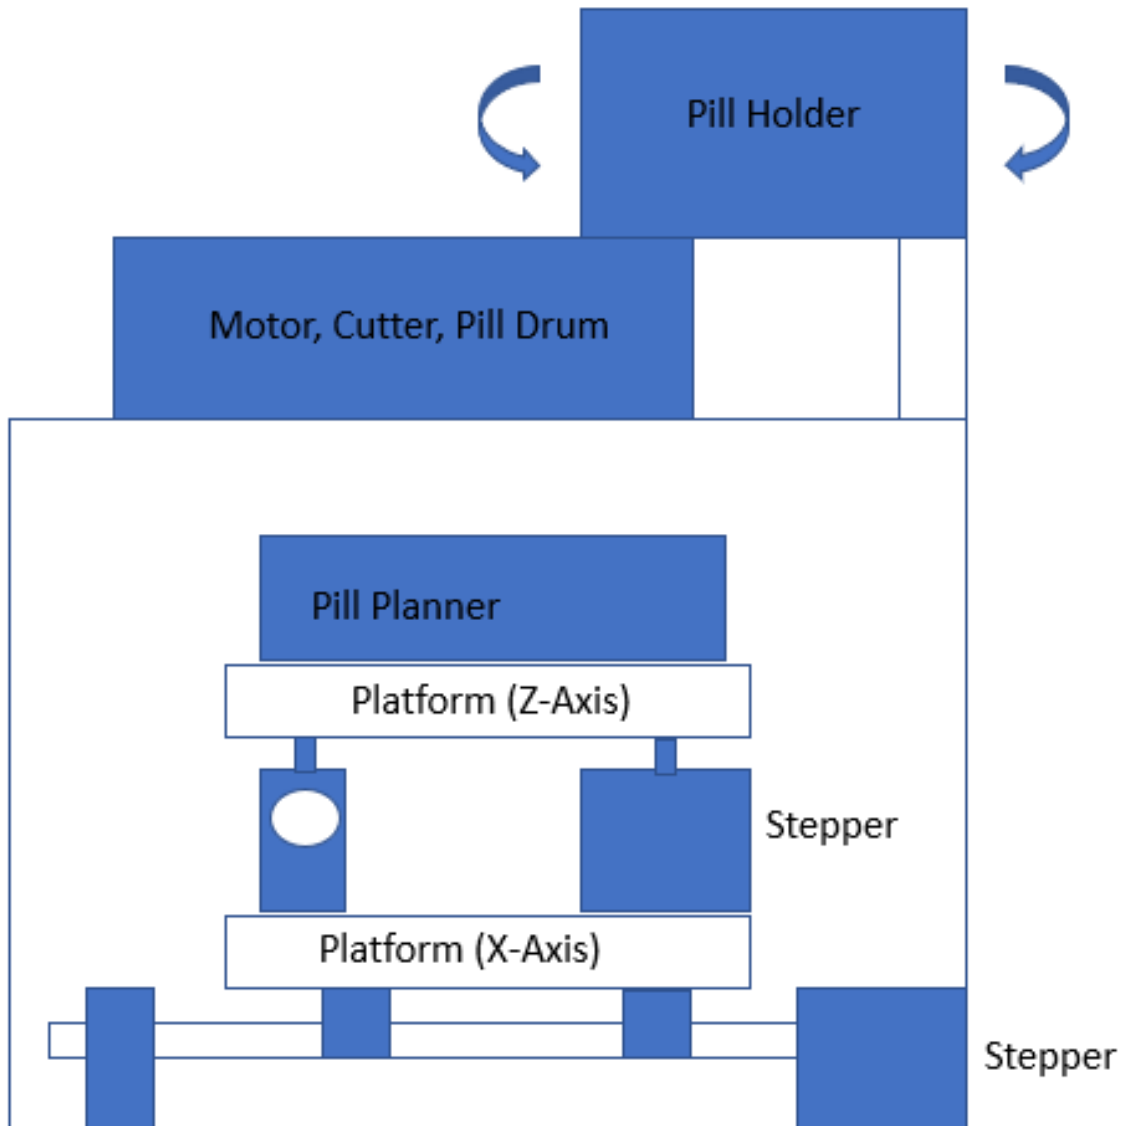 Pill Holder
Motor, Cutter, Pill Drum
Pill Planner
Platform (Z-Axis)
Stepper
Platform (X-Axis)
Stepper